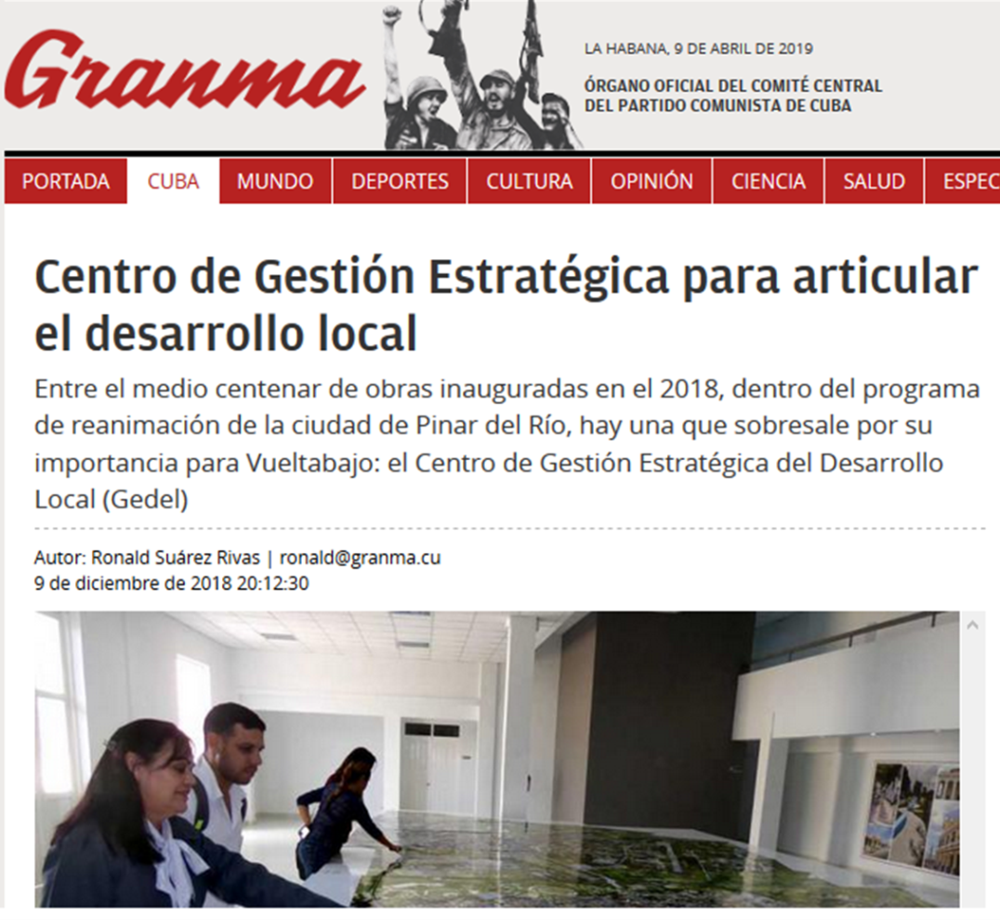 Granma
LA HABANA, 9 DE ABRIL DE 2019
ÓRGANO OFICIAL DEL COMITÉ CENTRAL
DEL PARTIDO COMUNISTA DE CUBA
PORTADA CUBA MUNDO DEPORTES CULTURA OPINIÓN CIENCIA SALUD ESPEC
Centro de Gestión Estratégica para articular
el desarrollo local
Entre el medio centenar de obras inauguradas en el 2018, dentro del programa
de reanimación de la ciudad de Pinar del Río, hay una que sobresale por su
importancia para Vueltabajo: el Centro de Gestión Estratégica del Desarrollo
Local (Gedel)
Autor: Ronald Suárez Rivas | ronald@granma.cu
9 de diciembre de 2018 20:12:30